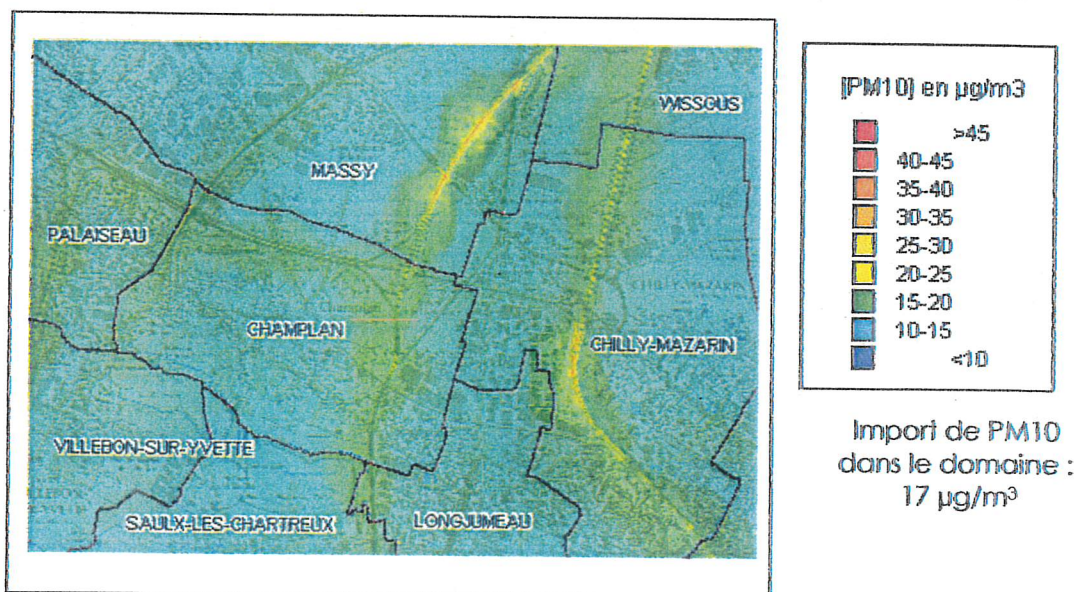 WISSOUS
MASSY
PALAISEAU
CHAMPLAN
CHILLY-MAZARIN
VILLEBON-SUR-YVETTE
SAULX-LES-CHARTREUX
LONGJUMEAU
[PM10] en µg/m3
>45
40-45
35-40
30-35
25-30
20-25
15-20
10-15
<10
Import de PM10
dans le domaine :
17 µg/m³